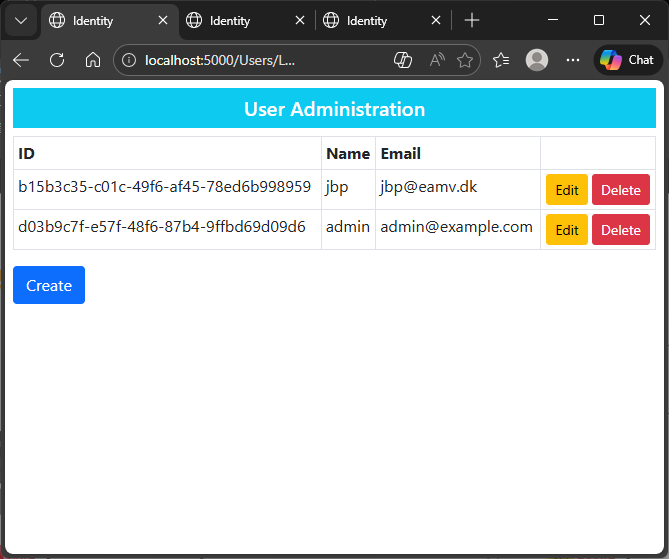 Identity
Identity
Identity
localhost:5000/Users/L...
Chat
User Administration
ID Name Email
b15b3c35-c01c-49f6-af45-78ed6b998959 jbp jbp@eamv.dk Edit Delete
d03b9c7f-e57f-48f6-87b4-9ffbd69d09d6 admin admin@example.com Edit Delete
Create